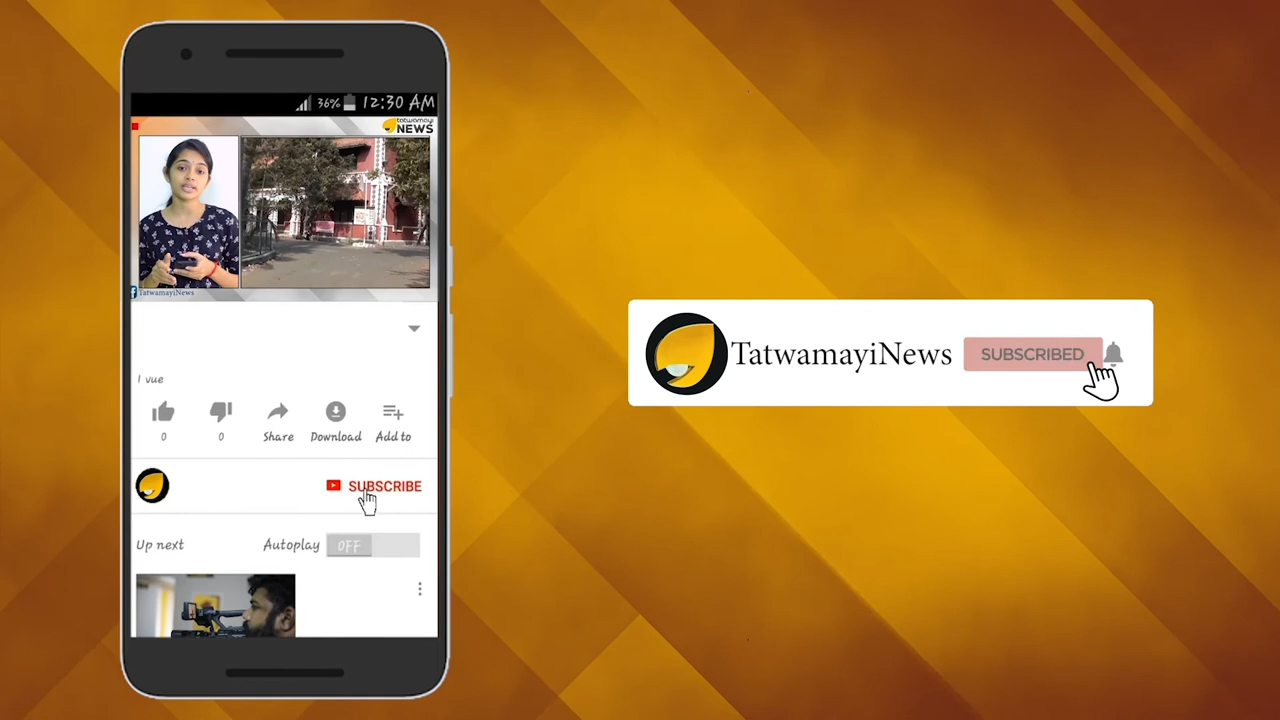 36% 12:30 AM
tatwamayi
NEWS
TatwamayiNews
1 vue
0 0 Share Download Add to
SUBSCRIBE
Up next Autoplay OFF
TatwamayiNews SUBSCRIBED